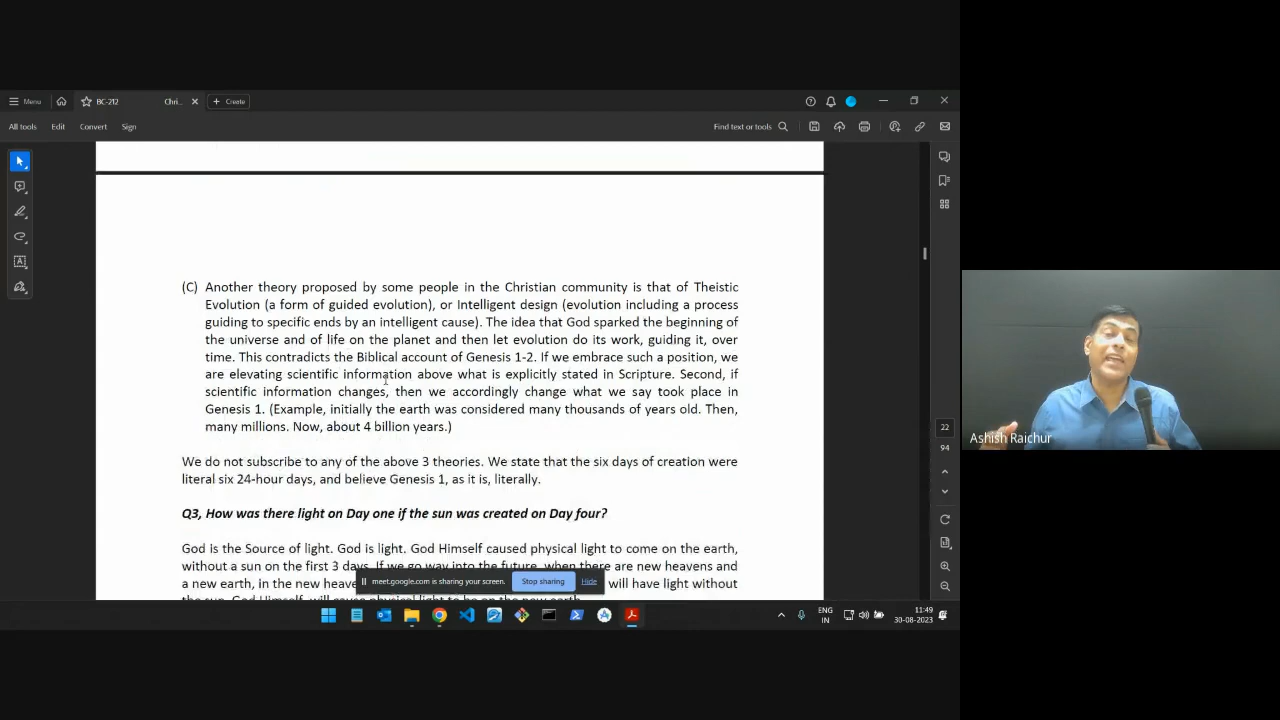 Menu
BC-212
Chri...
Create
All tools
Edit
Convert
Sign
Find text or tools
(C) Another theory proposed by some people in the Christian community is that of Theistic
Evolution (a form of guided evolution), or Intelligent design (evolution including a process
guiding to specific ends by an intelligent cause). The idea that God sparked the beginning of
the universe and of life on the planet and then let evolution do its work, guiding it, over
time. This contradicts the Biblical account of Genesis 1-2. If we embrace such a position, we
are elevating scientific information above what is explicitly stated in Scripture. Second, if
scientific information changes, then we accordingly change what we say took place in
Genesis 1. (Example, initially the earth was considered many thousands of years old. Then,
many millions. Now, about 4 billion years.)
We do not subscribe to any of the above 3 theories. We state that the six days of creation were
literal six 24-hour days, and believe Genesis 1, as it is, literally.
Q3, How was there light on Day one if the sun was created on Day four?
God is the Source of light. God is light. God Himself caused physical light to come on the earth,
without a sun on the first 3 days. If we go way into the future, when there are new heavens and
a new earth, in the new will have light without
22
94
meet.google.com is sharing your screen.
Stop sharing
Hide
Ashish Raichur
ENG
IN
11:49
30-08-2023